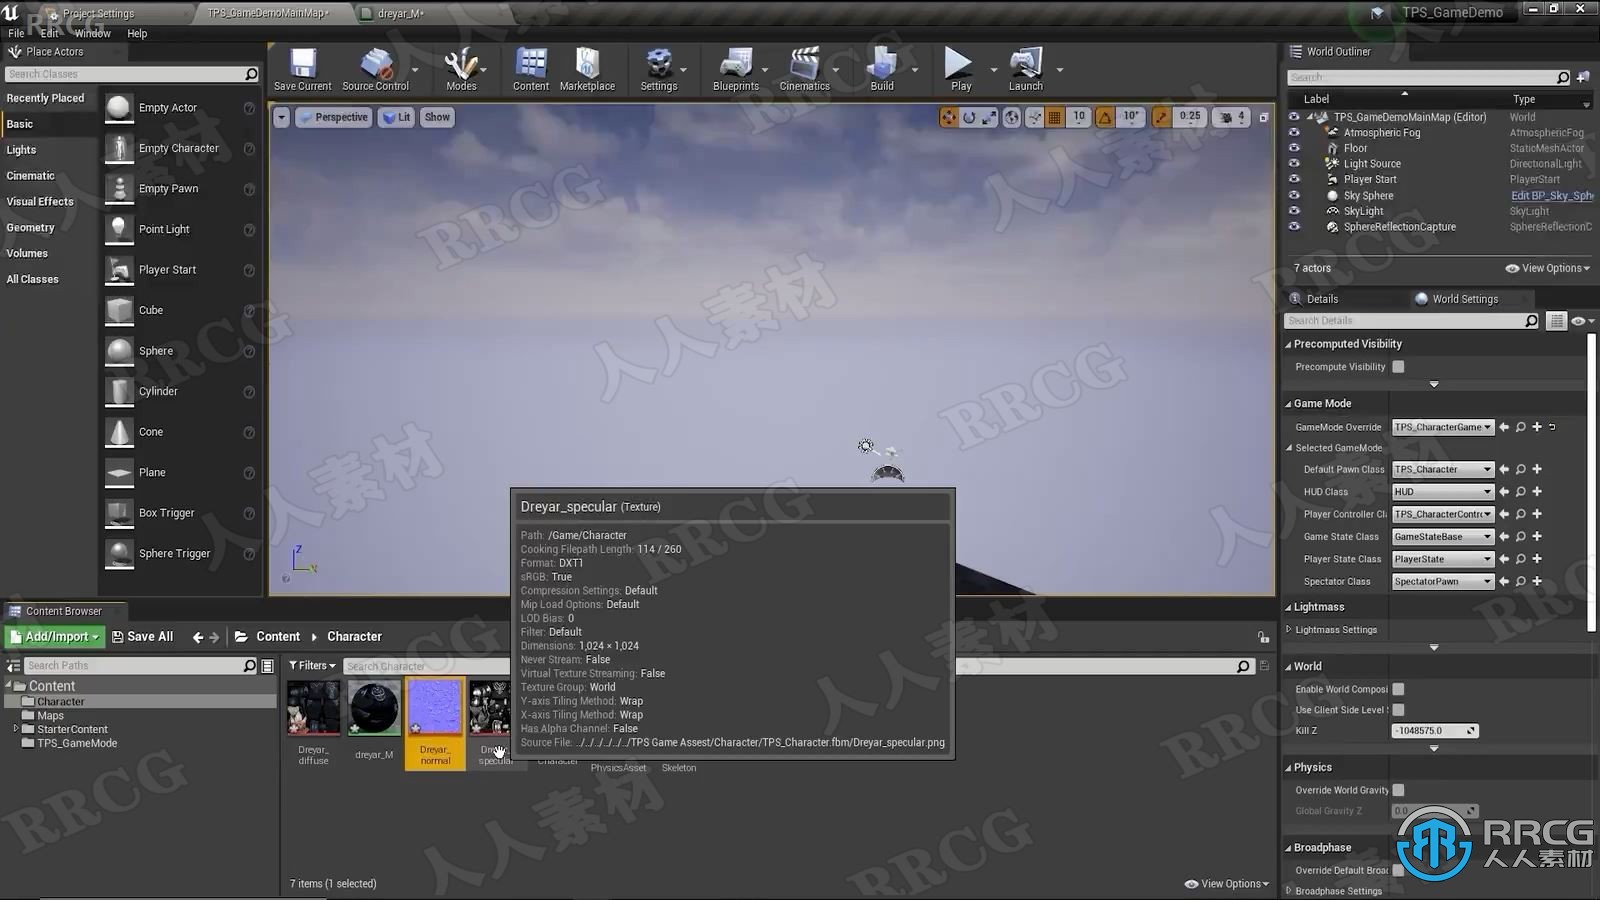 Project Settings
TPS_GameDemoMainMap*
dreyar_M*
TPS_GameDemo
File Edit Window Help
Place Actors
Search Classes
Recently Placed
Basic
Lights
Cinematic
Visual Effects
Geometry
Volumes
All Classes
Empty Actor
Empty Character
Empty Pawn
Point Light
Player Start
Cube
Sphere
Cylinder
Cone
Plane
Box Trigger
Sphere Trigger
Save Current
Source Control
Modes
Content
Marketplace
Settings
Blueprints
Cinematics
Build
Play
Launch
Perspective Lit Show
10 10° 0.25 4
World Outliner
Search...
Label Type
TPS_GameDemoMainMap (Editor) World
Atmospheric Fog AtmosphericFog
Floor StaticMeshActor
Light Source DirectionalLight
Player Start PlayerStart
Sky Sphere Edit BP_Sky_Sph
SkyLight SkyLight
SphereReflectionCapture SphereReflectionC
7 actors View Options
Details World Settings
Search Details
Precomputed Visibility
Precompute Visibility
Game Mode
GameMode Override TPS_CharacterGame
Selected GameMode
Default Pawn Class TPS_Character
HUD Class HUD
Player Controller Cl TPS_CharacterContr
Game State Class GameStateBase
Player State Class PlayerState
Spectator Class SpectatorPawn
Lightmass
Lightmass Settings
World
Enable World Composi
Use Client Side Level
Kill Z -1048575.0
Physics
Override World Gravity
Global Gravity Z 0.0
Broadphase
Override Default Broa
Broadphase Settings
Dreyar_specular (Texture)
Path: /Game/Character
Cooking Filepath Length: 114 / 260
Format: DXT1
sRGB: True
Compression Settings: Default
Mip Load Options: Default
LOD Bias: 0
Filter: Default
Dimensions: 1,024 × 1,024
Never Stream: False
Virtual Texture Streaming: False
Texture Group: World
Y-axis Tiling Method: Wrap
X-axis Tiling Method: Wrap
Has Alpha Channel: False
Source File: ../../../../../../TPS Game Assest/Character/TPS_Character.fbm/Dreyar_specular.png
Content Browser
Add/Import Save All Content Character
Search Paths
Filters Search Character
Content
Character
Maps
StarterContent
TPS_GameMode
Dreyar_
diffuse
dreyar_M
Dreyar_
normal
Dreyar_
specular
Character
PhysicsAsset
Skeleton
7 items (1 selected) View Options
RRCG
人人素材